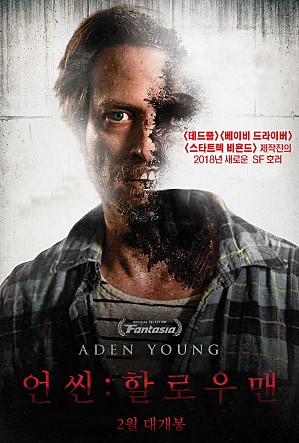 <데드풀><베이비 드라이버>
<스타트렉 비욘드> 제작진의
2018년 새로운 SF 호러
OFFICIAL SELECTION
Fantasia
ADEN YOUNG
언씬:할로우맨
2월 대개봉